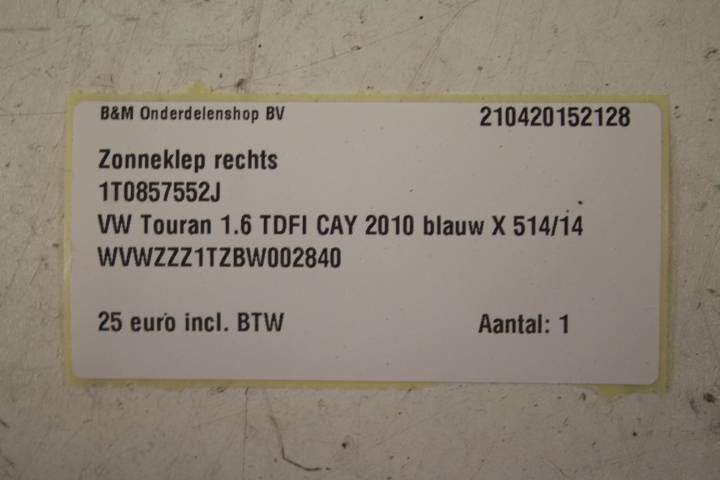 B&M Onderdelenshop BV 210420152128
Zonneklep rechts
1T0857552J
VW Touran 1.6 TDFI CAY 2010 blauw X 514/14
WVWZZZ1TZBW002840
25 euro incl. BTW Aantal: 1